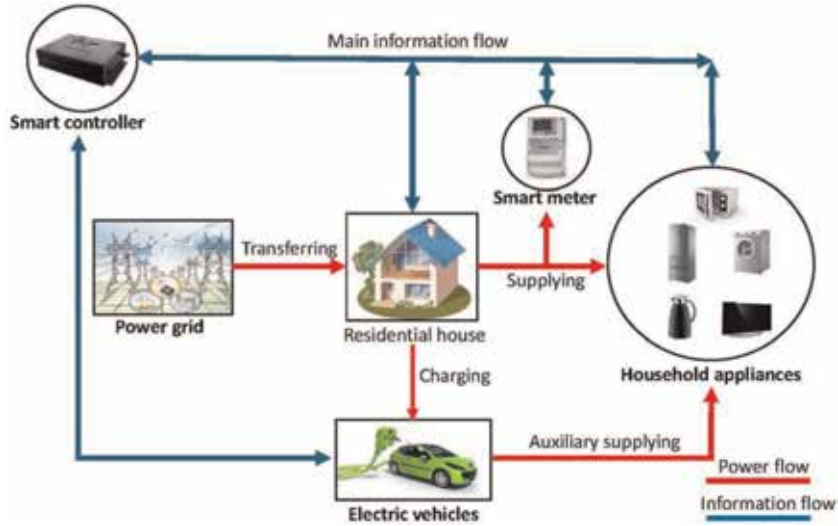 Main information flow
Smart controller
Smart meter
Transferring
Supplying
Power grid
Residential house
Charging
Household appliances
Auxiliary supplying
Electric vehicles
Power flow
Information flow